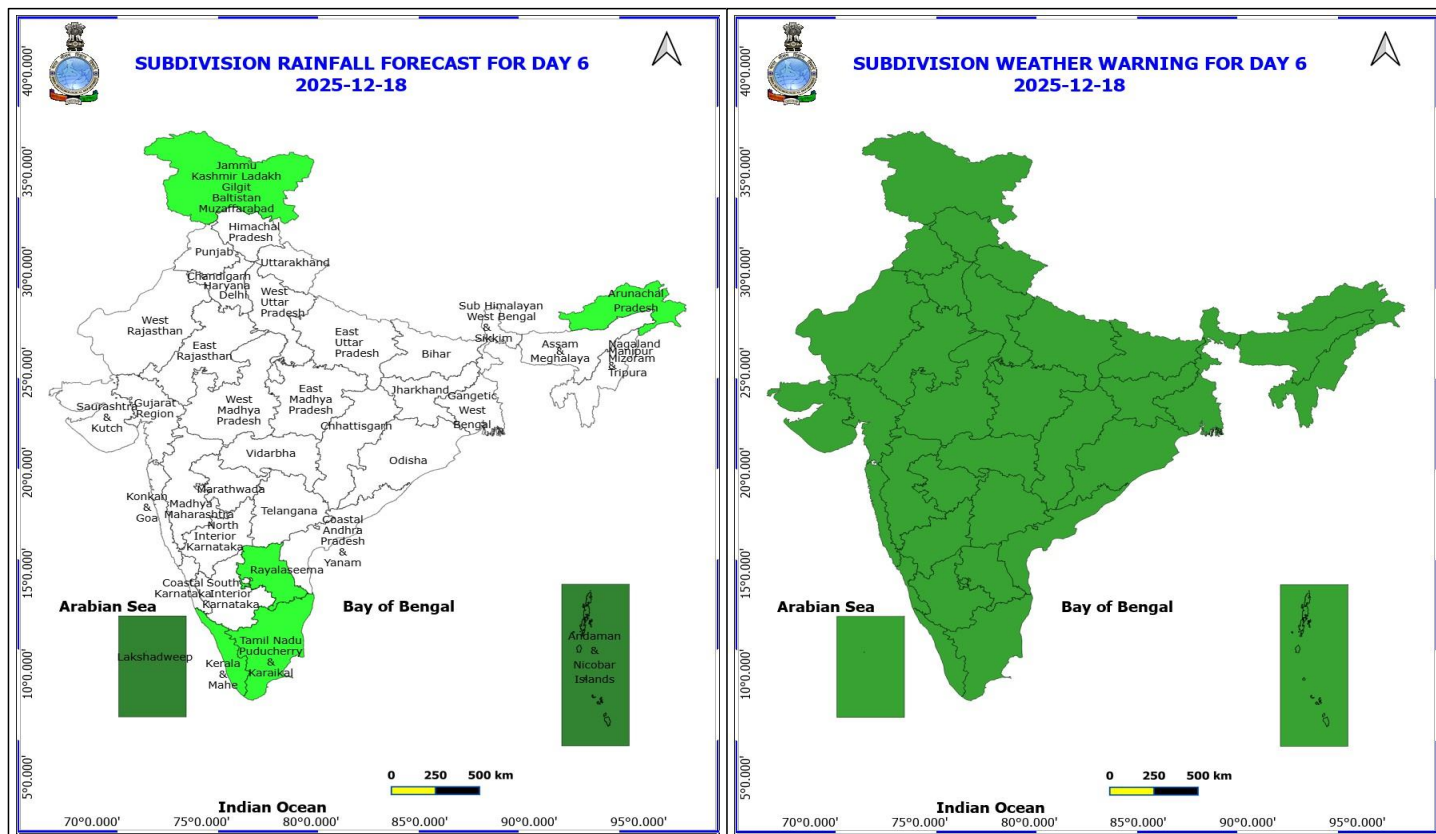 SUBDIVISION RAINFALL FORECAST FOR DAY 6
2025-12-18
40°0.000'
35°0.000'
30°0.000'
25°0.000'
20°0.000'
15°0.000'
10°0.000'
5°0.000'
Jammu
Kashmir Ladakh
Gilgit
Baltistan
Muzaffarabad
Himachal
Pradesh
Punjab
Uttarakhand
Chandigarh
Haryana
Delhi
West
Uttar
Pradesh
Arunachal
Pradesh
West
Rajasthan
East
Rajasthan
East
Uttar
Pradesh
Sub Himalayan
West Bengal
&
Sikkim
Bihar
Assam
&
Meghalaya
Nagaland
Manipur
Mizoram
&
Tripura
Saurashtra
&
Kutch
Gujarat
Region
West
Madhya
Pradesh
East
Madhya
Pradesh
Jharkhand
Gangetic
West
Bengal
Chhattisgarh
Vidarbha
Odisha
Konkan
&
Goa
Madhya
Maharashtra
Marathwada
Telangana
North
Interior
Karnataka
Coastal
Andhra
Pradesh
&
Yanam
Rayalaseema
Coastal
Karnataka
South
Interior
Karnataka
Arabian Sea
Bay of Bengal
Lakshadweep
Kerala
&
Mahe
Tamil Nadu
Puducherry
&
Karaikal
Andaman
&
Nicobar
Islands
0 250 500 km
Indian Ocean
70°0.000' 75°0.000' 80°0.000' 85°0.000' 90°0.000' 95°0.000'
SUBDIVISION WEATHER WARNING FOR DAY 6
2025-12-18
40°0.000'
35°0.000'
30°0.000'
25°0.000'
20°0.000'
15°0.000'
10°0.000'
5°0.000'
Arabian Sea
Bay of Bengal
0 250 500 km
Indian Ocean
70°0.000' 75°0.000' 80°0.000' 85°0.000' 90°0.000' 95°0.000'